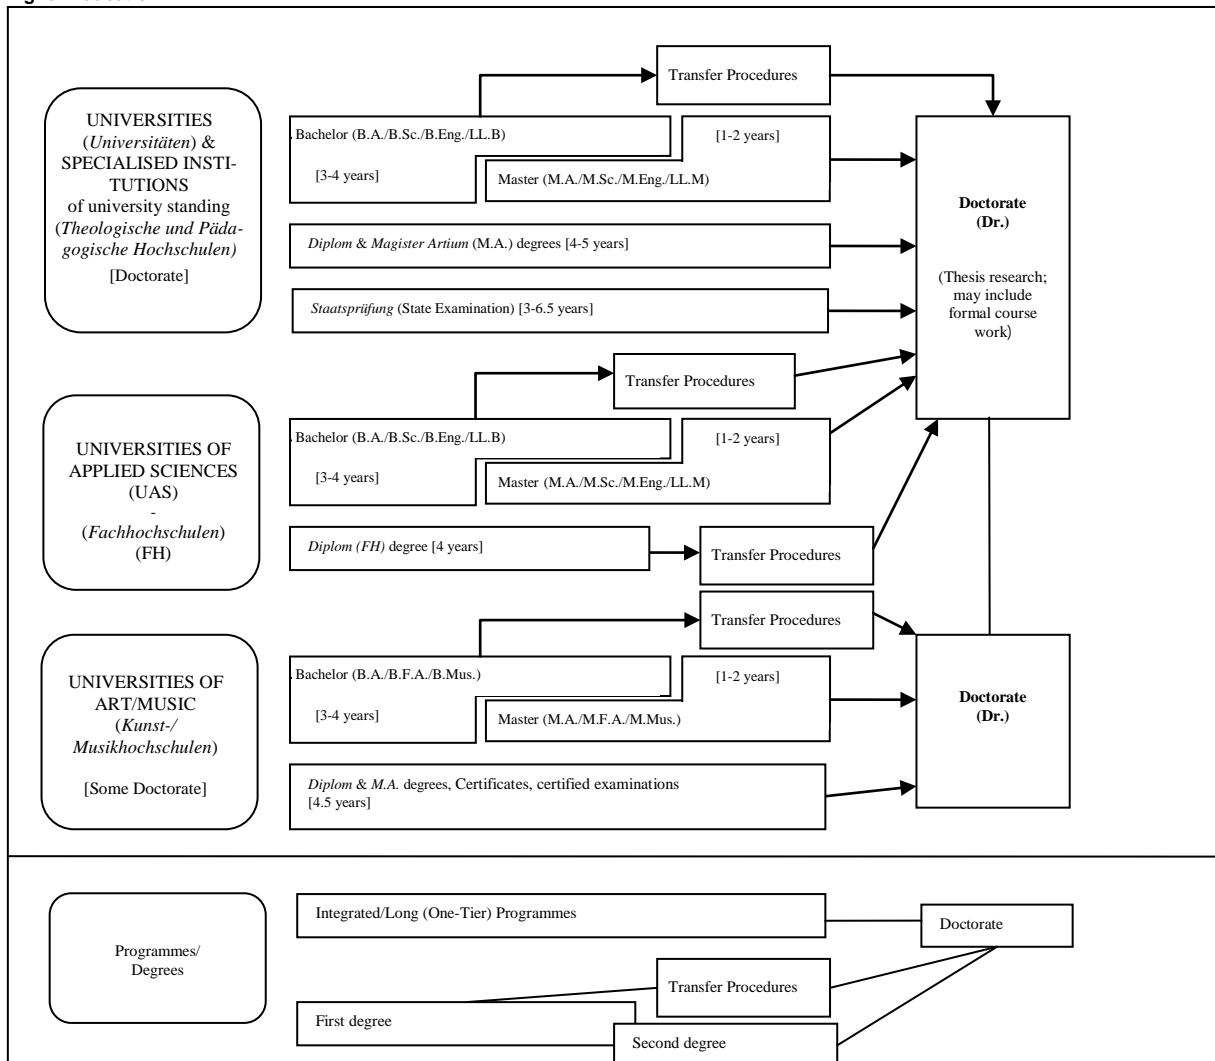 UNIVERSITIES
(Universitäten) &
SPECIALISED INSTI-
TUTIONS
of university standing
(Theologische und Päda-
gogische Hochschulen)
[Doctorate]
Transfer Procedures
. Bachelor (B.A./B.Sc./B.Eng./LL.B)
[3-4 years]
[1-2 years]
Master (M.A./M.Sc./M.Eng./LL.M)
Diplom & Magister Artium (M.A.) degrees [4-5 years]
Staatsprüfung (State Examination) [3-6.5 years]
Doctorate
(Dr.)
(Thesis research;
may include
formal course
work)
UNIVERSITIES OF
APPLIED SCIENCES
(UAS)
-
(Fachhochschulen)
(FH)
Transfer Procedures
. Bachelor (B.A./B.Sc./B.Eng./LL.B)
[3-4 years]
[1-2 years]
Master (M.A./M.Sc./M.Eng./LL.M)
Diplom (FH) degree [4 years]
Transfer Procedures
UNIVERSITIES OF
ART/MUSIC
(Kunst-/
Musikhochschulen)
[Some Doctorate]
Transfer Procedures
. Bachelor (B.A./B.F.A./B.Mus.)
[3-4 years]
[1-2 years]
Master (M.A./M.F.A./M.Mus.)
Diplom & M.A. degrees, Certificates, certified examinations
[4.5 years]
Doctorate
(Dr.)
Programmes/
Degrees
Integrated/Long (One-Tier) Programmes
Doctorate
Transfer Procedures
First degree
Second degree